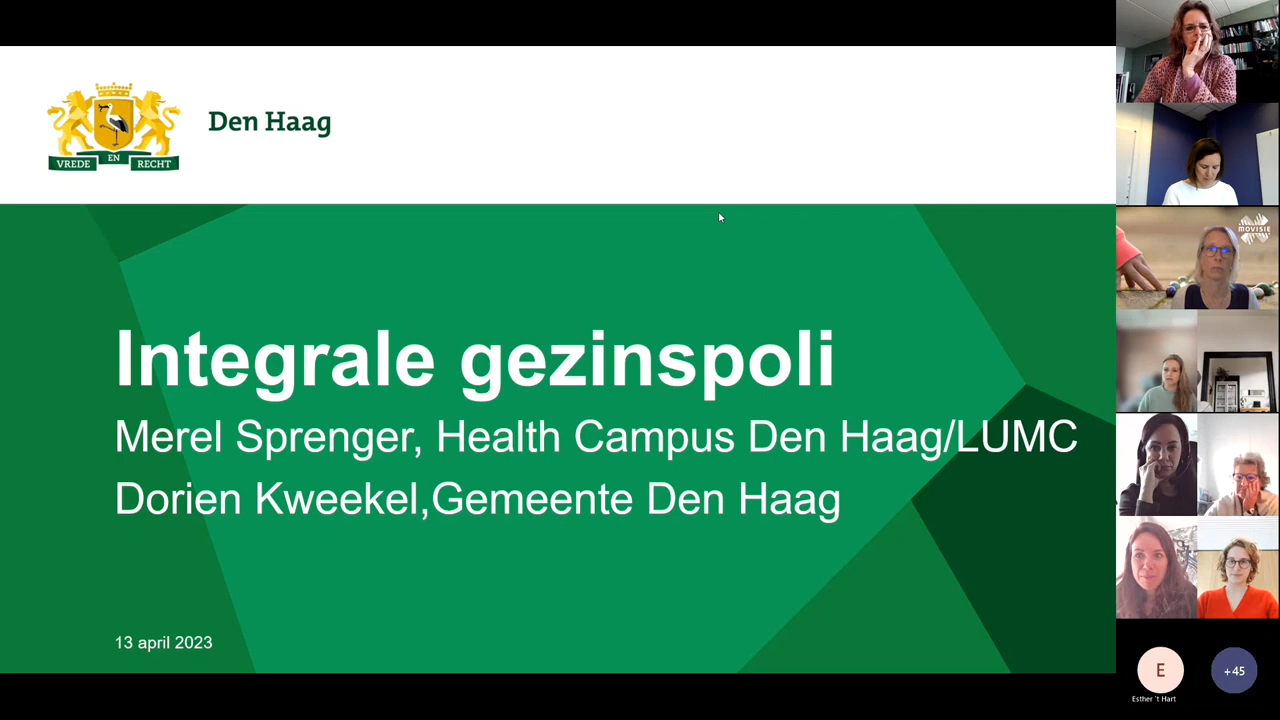 VREDE EN RECHT
Den Haag
Integrale gezinspoli
Merel Sprenger, Health Campus Den Haag/LUMC
Dorien Kweekel,Gemeente Den Haag
13 april 2023
MOVISIE
E
Esther 't Hart
+45